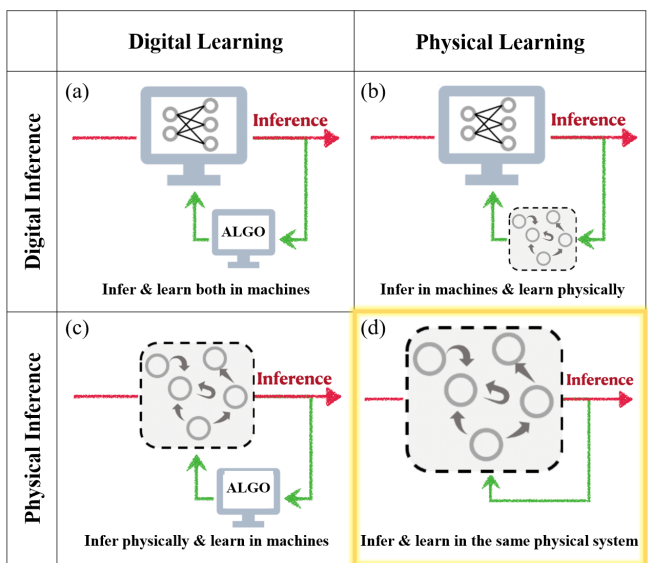 Digital Learning
Physical Learning
Digital Inference
(a)
Inference
ALGO
Infer & learn both in machines
(b)
Inference
Infer in machines & learn physically
Physical Inference
(c)
Inference
ALGO
Infer physically & learn in machines
(d)
Inference
Infer & learn in the same physical system